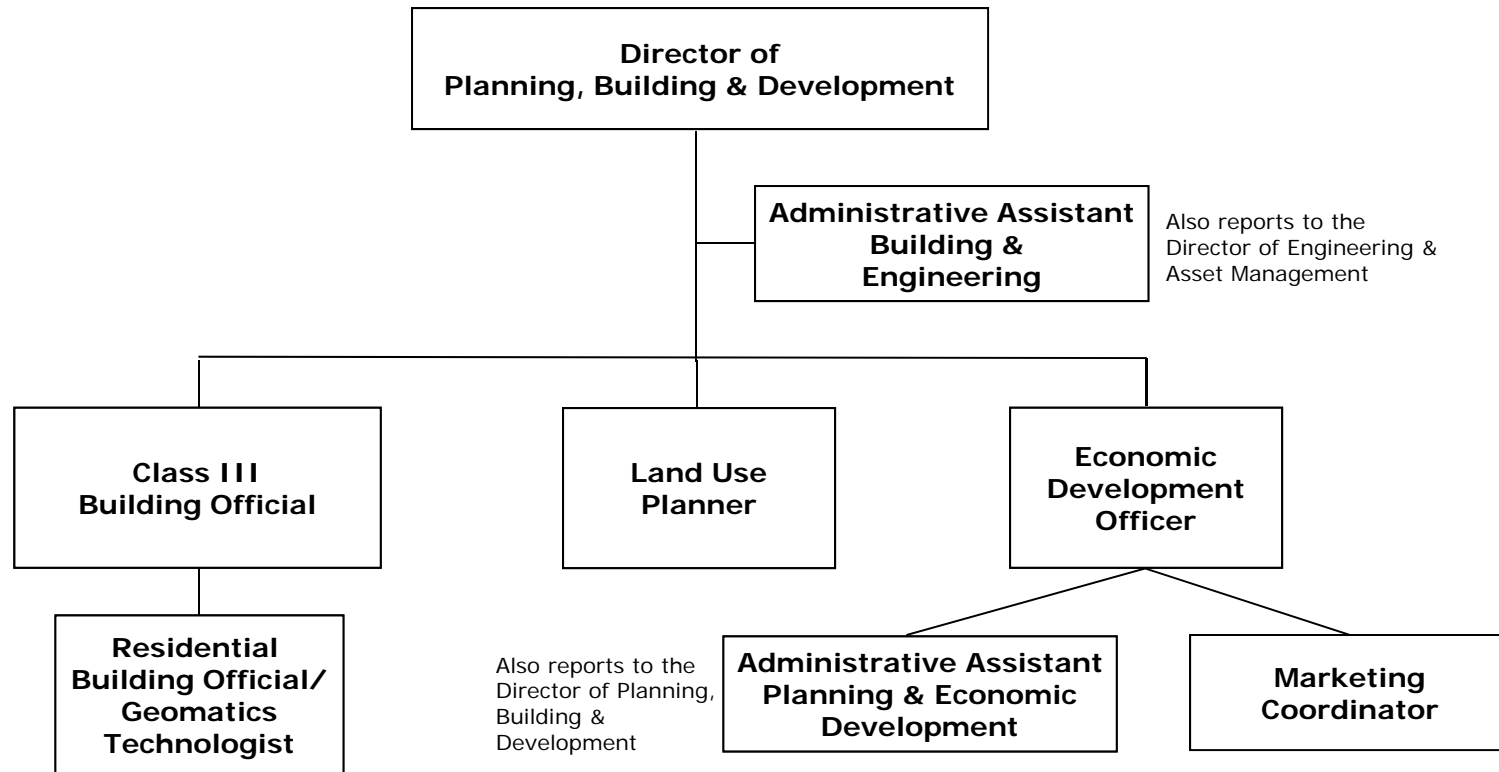 Director of
Planning, Building & Development
Administrative Assistant
Building &
Engineering
Also reports to the
Director of Engineering &
Asset Management
Class III
Building Official
Land Use
Planner
Economic
Development
Officer
Residential
Building Official/
Geomatics
Technologist
Also reports to the
Director of Planning,
Building &
Development
Administrative Assistant
Planning & Economic
Development
Marketing
Coordinator